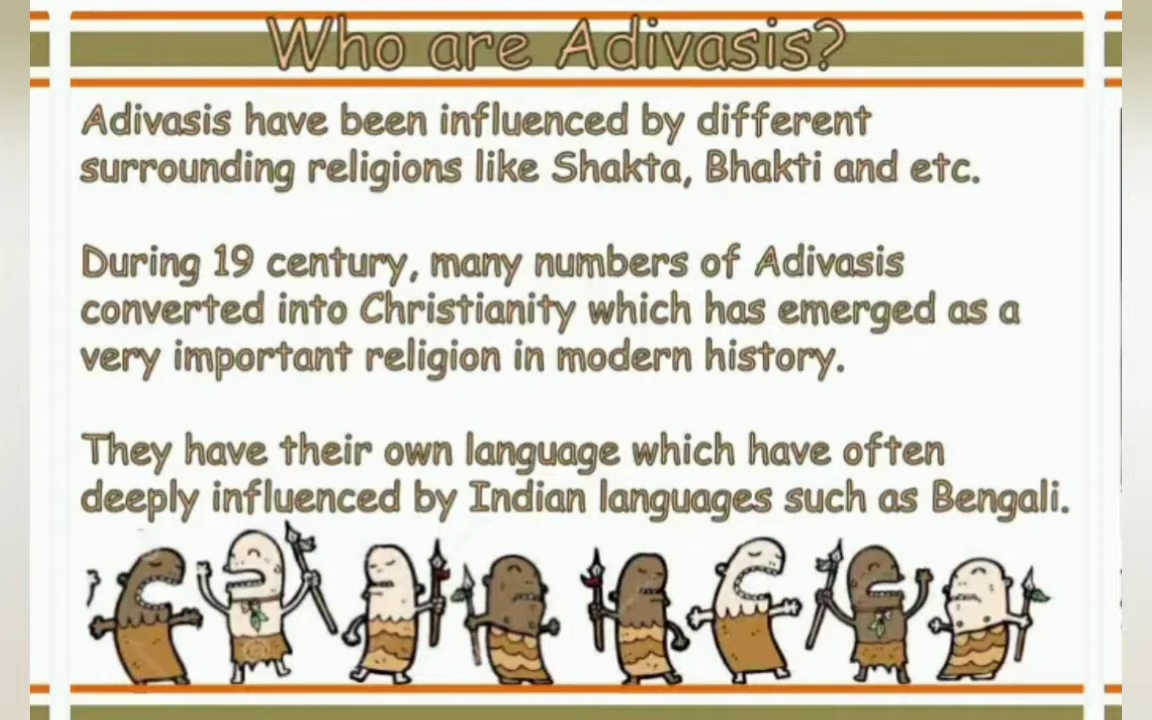 Who are Adivasis?
Adivasis have been influenced by different
surrounding religions like Shakta, Bhakti and etc.
During 19 century, many numbers of Adivasis
converted into Christianity which has emerged as a
very important religion in modern history.
They have their own language which have often
deeply influenced by Indian languages such as Bengali.